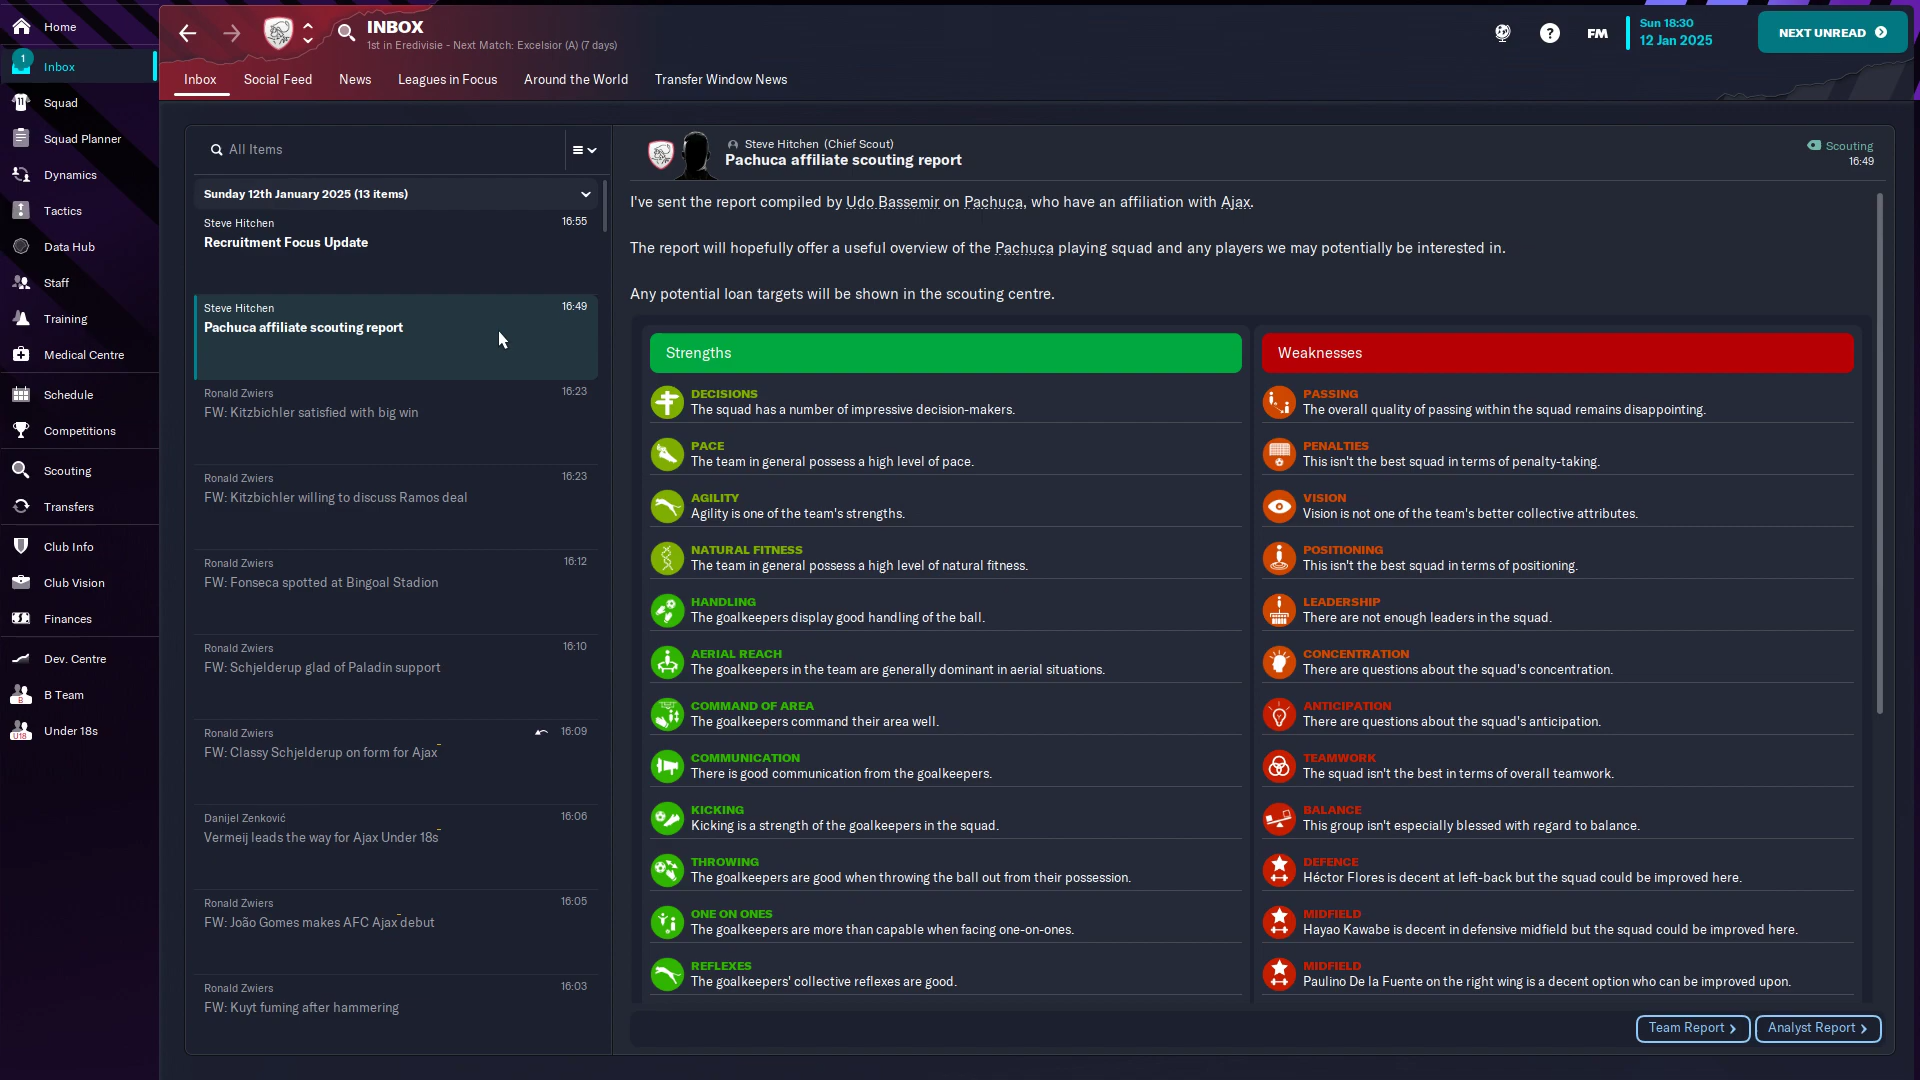 Home
1
Inbox
Squad
Squad Planner
Dynamics
Tactics
Data Hub
Staff
Training
Medical Centre
Schedule
Competitions
Scouting
Transfers
Club Info
Club Vision
Finances
Dev. Centre
B
B Team
U18
Under 18s
INBOX
1st in Eredivisie - Next Match: Excelsior (A) (7 days)
FM
Sun 18:30
12 Jan 2025
NEXT UNREAD
Inbox
Social Feed
News
Leagues in Focus
Around the World
Transfer Window News
All Items
Sunday 12th January 2025 (13 items)
Steve Hitchen 16:55
Recruitment Focus Update
Steve Hitchen 16:49
Pachuca affiliate scouting report
Ronald Zwiers 16:23
FW: Kitzbichler satisfied with big win
Ronald Zwiers 16:23
FW: Kitzbichler willing to discuss Ramos deal
Ronald Zwiers 16:12
FW: Fonseca spotted at Bingoal Stadion
Ronald Zwiers 16:10
FW: Schjelderup glad of Paladin support
Ronald Zwiers 16:09
FW: Classy Schjelderup on form for Ajax
Danijel Zenković 16:06
Vermeij leads the way for Ajax Under 18s
Ronald Zwiers 16:05
FW: João Gomes makes AFC Ajax debut
Ronald Zwiers 16:03
FW: Kuyt fuming after hammering
Steve Hitchen (Chief Scout)
Pachuca affiliate scouting report
Scouting
16:49
I've sent the report compiled by Udo Bassemir on Pachuca, who have an affiliation with Ajax.
The report will hopefully offer a useful overview of the Pachuca playing squad and any players we may potentially be interested in.
Any potential loan targets will be shown in the scouting centre.
Strengths
DECISIONS
The squad has a number of impressive decision-makers.
PACE
The team in general possess a high level of pace.
AGILITY
Agility is one of the team's strengths.
NATURAL FITNESS
The team in general possess a high level of natural fitness.
HANDLING
The goalkeepers display good handling of the ball.
AERIAL REACH
The goalkeepers in the team are generally dominant in aerial situations.
COMMAND OF AREA
The goalkeepers command their area well.
COMMUNICATION
There is good communication from the goalkeepers.
KICKING
Kicking is a strength of the goalkeepers in the squad.
THROWING
The goalkeepers are good when throwing the ball out from their possession.
ONE ON ONES
The goalkeepers are more than capable when facing one-on-ones.
REFLEXES
The goalkeepers' collective reflexes are good.
Weaknesses
PASSING
The overall quality of passing within the squad remains disappointing.
PENALTIES
This isn't the best squad in terms of penalty-taking.
VISION
Vision is not one of the team's better collective attributes.
POSITIONING
This isn't the best squad in terms of positioning.
LEADERSHIP
There are not enough leaders in the squad.
CONCENTRATION
There are questions about the squad's concentration.
ANTICIPATION
There are questions about the squad's anticipation.
TEAMWORK
The squad isn't the best in terms of overall teamwork.
BALANCE
This group isn't especially blessed with regard to balance.
DEFENCE
Héctor Flores is decent at left-back but the squad could be improved here.
MIDFIELD
Hayao Kawabe is decent in defensive midfield but the squad could be improved here.
MIDFIELD
Paulino De la Fuente on the right wing is a decent option who can be improved upon.
Team Report
Analyst Report